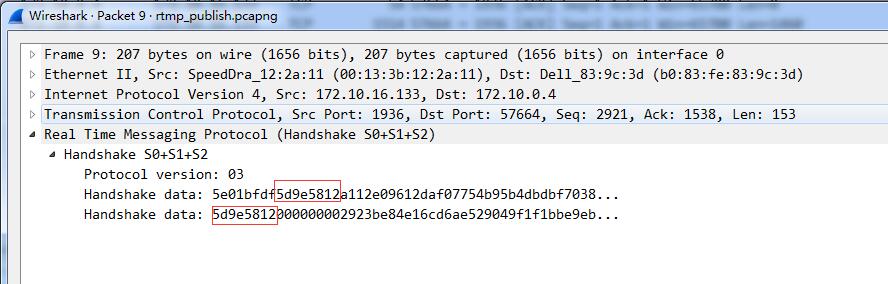 Wireshark · Packet 9 · rtmp_publish.pcapng
Frame 9: 207 bytes on wire (1656 bits), 207 bytes captured (1656 bits) on interface 0
Ethernet II, Src: SpeedDra_12:2a:11 (00:13:3b:12:2a:11), Dst: Dell_83:9c:3d (b0:83:fe:83:9c:3d)
Internet Protocol Version 4, Src: 172.10.16.133, Dst: 172.10.0.4
Transmission Control Protocol, Src Port: 1936, Dst Port: 57664, Seq: 2921, Ack: 1538, Len: 153
Real Time Messaging Protocol (Handshake S0+S1+S2)
Handshake S0+S1+S2
Protocol version: 03
Handshake data: 5e01bfdf5d9e5812a112e09612daf07754b95b4dbdbf7038...
Handshake data: 5d9e5812000000002923be84e16cd6ae529049f1f1bbe9eb...